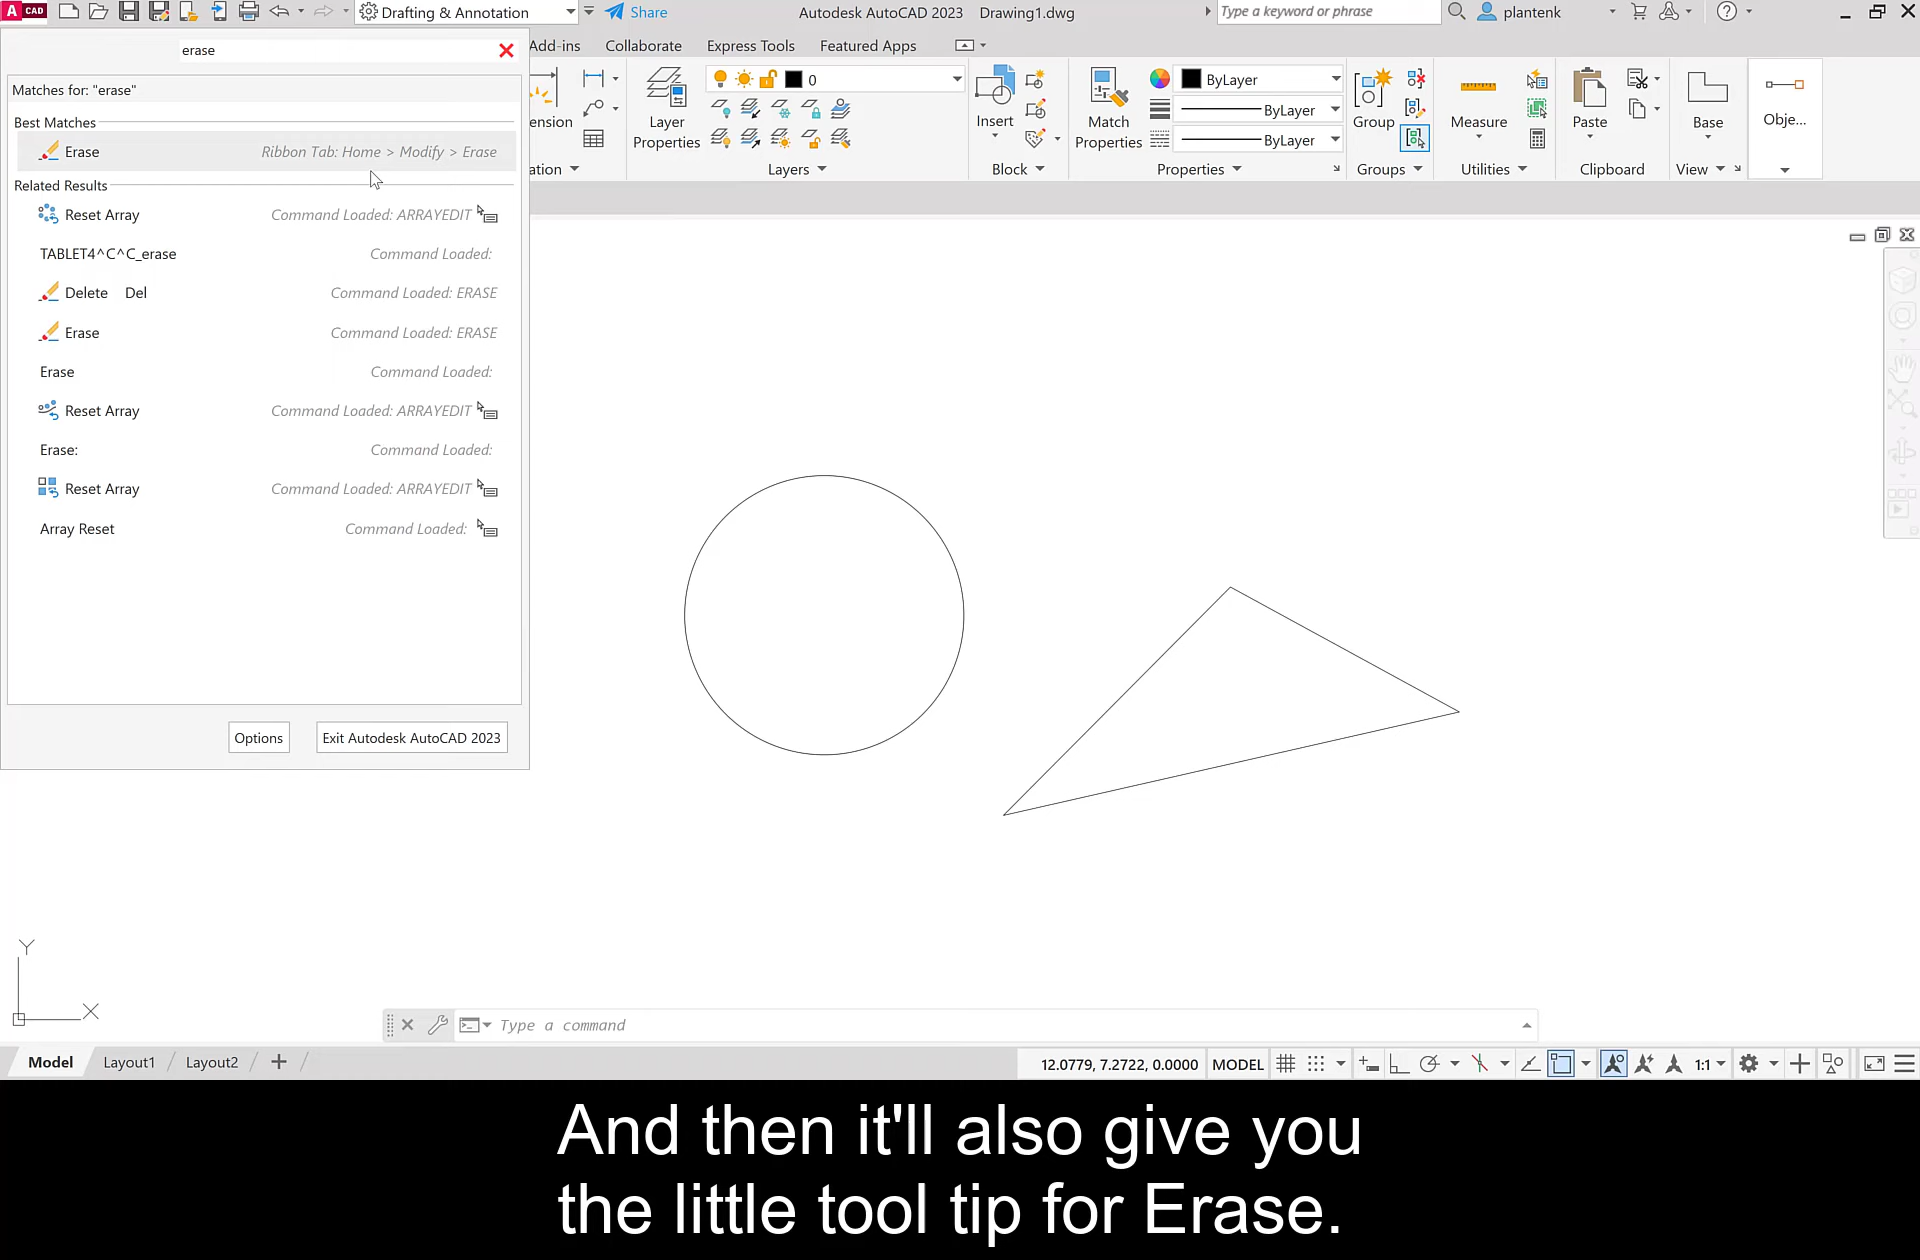 A CAD
Drafting & Annotation
Share
Autodesk AutoCAD 2023 Drawing1.dwg
Type a keyword or phrase
plantenk
erase
Add-ins
Collaborate
Express Tools
Featured Apps
Matches for: "erase"
Best Matches
Erase
Ribbon Tab: Home > Modify > Erase
Related Results
Reset Array
Command Loaded: ARRAYEDIT
TABLET4^C^C_erase
Command Loaded:
Delete Del
Command Loaded: ERASE
Erase
Command Loaded: ERASE
Erase
Command Loaded:
Reset Array
Command Loaded: ARRAYEDIT
Erase:
Command Loaded:
Reset Array
Command Loaded: ARRAYEDIT
Array Reset
Command Loaded:
Options
Exit Autodesk AutoCAD 2023
ension
ation
Layer
Properties
0
Layers
Insert
Block
Match
Properties
ByLayer
ByLayer
ByLayer
Properties
Group
Groups
Measure
Utilities
Paste
Clipboard
Base
View
Obje...
Y
X
Type a command
Model
Layout1
Layout2
12.0779, 7.2722, 0.0000
MODEL
1:1
And then it'll also give you
the little tool tip for Erase.